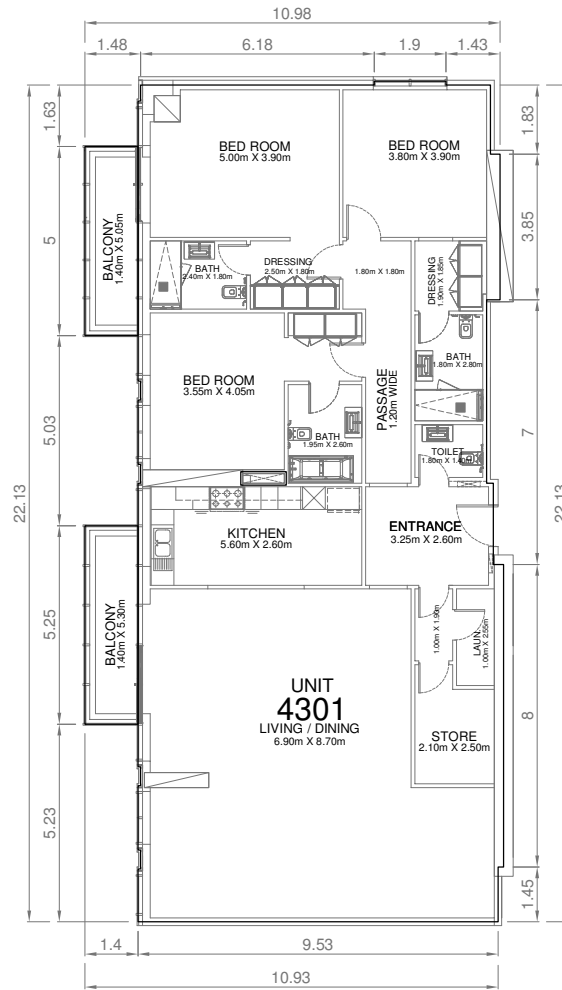 10.98
1.48
6.18
1.9
1.43
1.63
5
5.03
5.25
5.23
22.13
1.83
3.85
7
8
1.45
22.13
BED ROOM
5.00m X 3.90m
BED ROOM
3.80m X 3.90m
BALCONY
1.40m X 5.05m
BATH
2.40m X 1.80m
DRESSING
2.50m X 1.80m
1.80m X 1.80m
DRESSING
1.90m X 1.85m
BED ROOM
3.55m X 4.05m
PASSAGE
1.20m WIDE
BATH
1.80m X 2.80m
BATH
1.95m X 2.60m
TOILET
KITCHEN
5.60m X 2.60m
ENTRANCE
3.25m X 2.60m
BALCONY
1.40m X 5.30m
1.00m X 1.90m
LAUN.
1.00m X 2.55m
UNIT
4301
LIVING / DINING
6.90m X 8.70m
STORE
2.10m X 2.50m
1.4
9.53
10.93